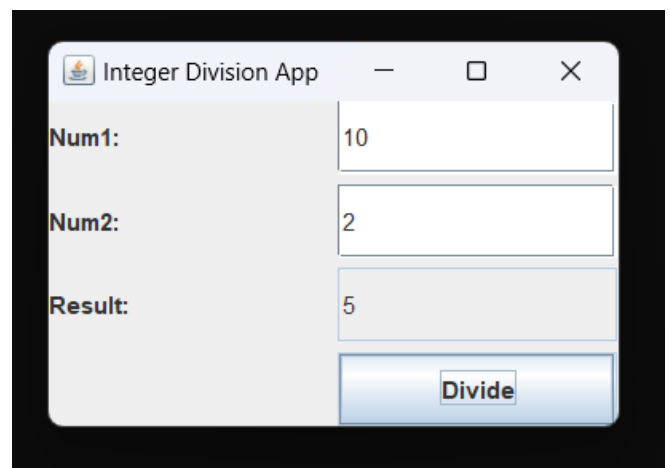 Integer Division App
Num1: 10
Num2: 2
Result: 5
Divide